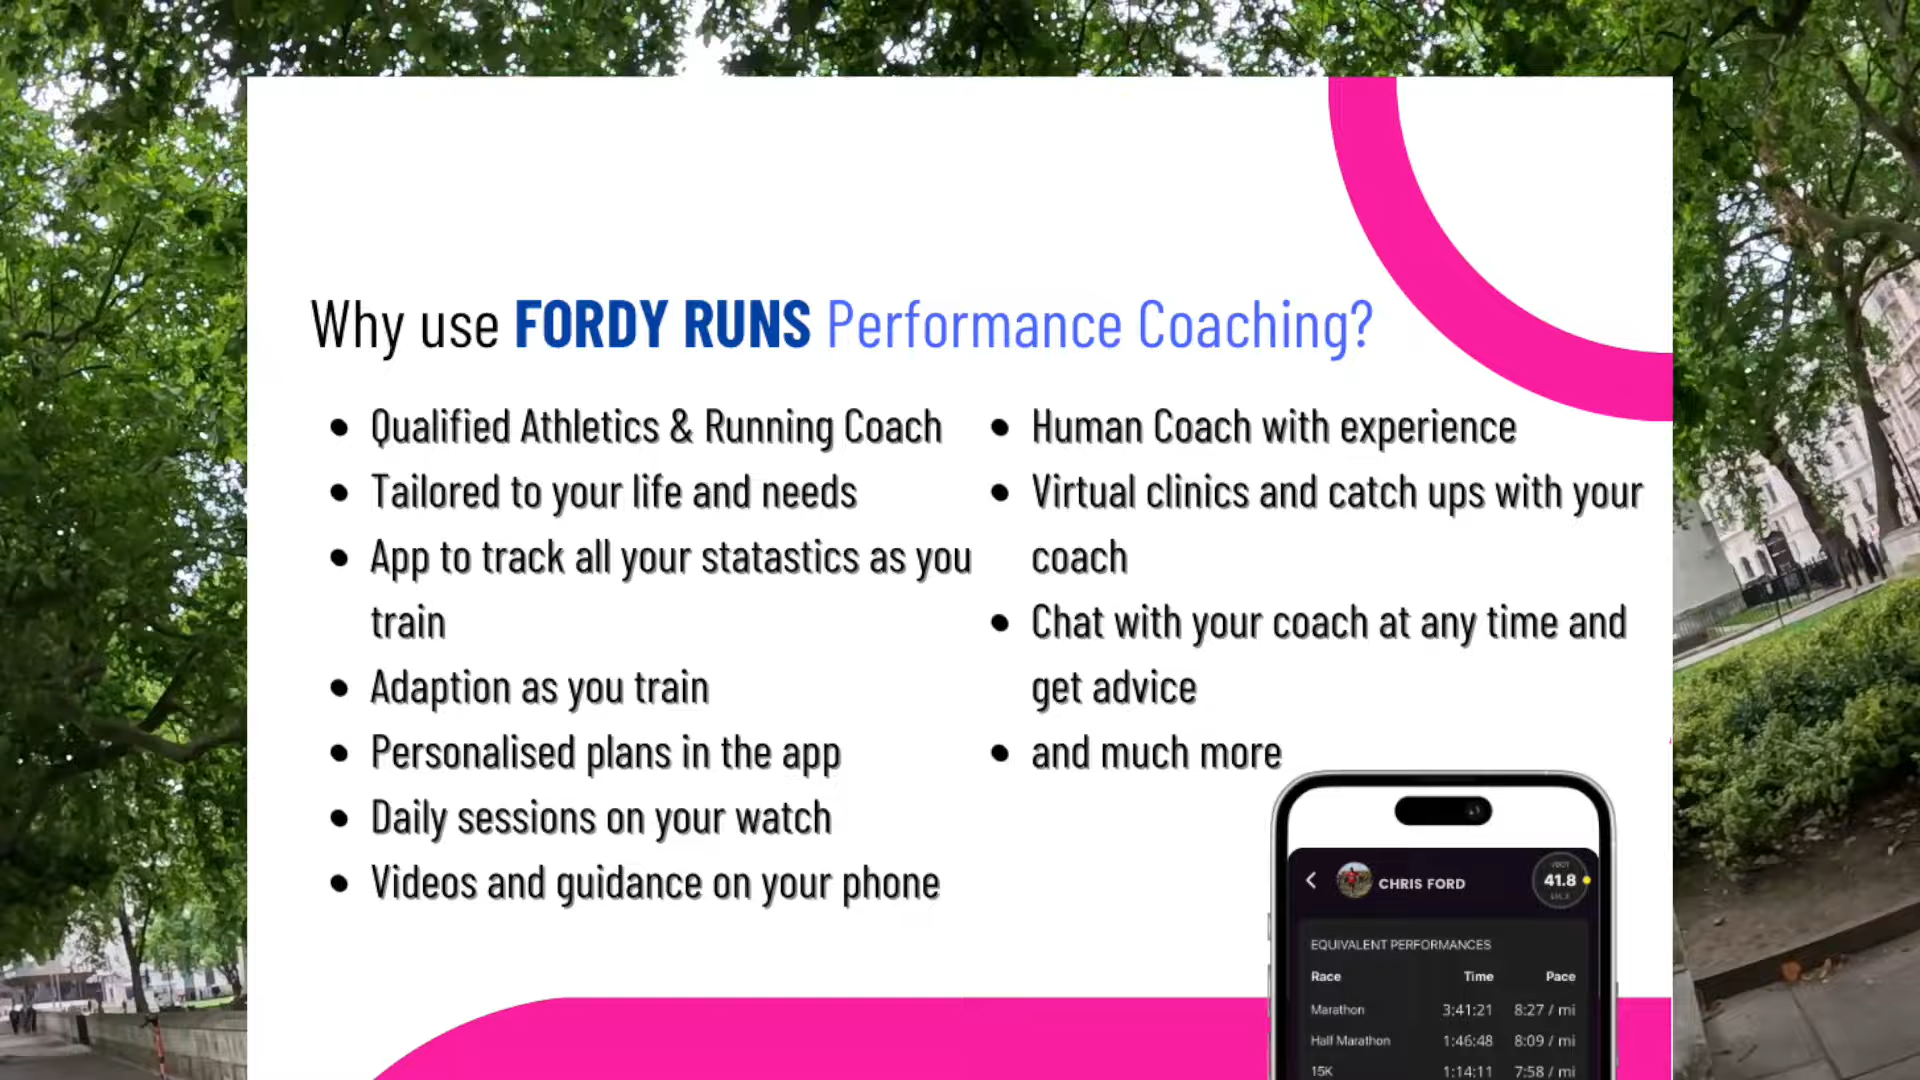 Why use FORDY RUNS Performance Coaching?
Qualified Athletics & Running Coach
Tailored to your life and needs
App to track all your statastics as you
train
Adaption as you train
Personalised plans in the app
Daily sessions on your watch
Videos and guidance on your phone
Human Coach with experience
Virtual clinics and catch ups with your
coach
Chat with your coach at any time and
get advice
and much more
CHRIS FORD
41.8
EQUIVALENT PERFORMANCES
Race Time Pace
Marathon 3:41:21 8:27 / mi
Half Marathon 1:46:48 8:09 / mi
15K 1:14:11 7:58 / mi